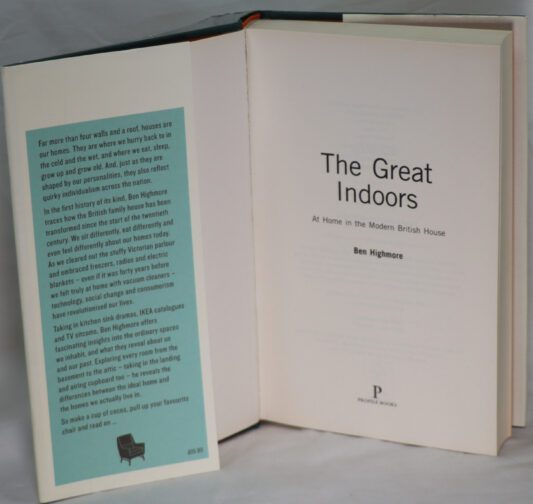 Far more than four walls and a roof, houses are
our homes. They are where we hurry back to in
the cold and the wet, and where we eat, sleep,
grow up and grow old. And, just as they are
shaped by our personalities, they also reflect
quirky individualism across the nation.
In the first history of its kind, Ben Highmore
traces how the British family house has been
transformed since the start of the twentieth
century. We sit differently, eat differently and
even feel differently about our homes today.
As we cleared out the stuffy Victorian parlour
and embraced freezers, radios and electric
blankets – even if it was forty years before
we felt truly at home with vacuum cleaners –
technology, social change and consumerism
have revolutionised our lives.
Taking in kitchen sink dramas, IKEA catalogues
and TV sitcoms, Ben Highmore offers
fascinating insights into the ordinary spaces
we inhabit, and what they reveal about us
and our past. Exploring every room from the
basement to the attic – taking in the landing
and airing cupboard too – he reveals the
differences between the ideal home and
the homes we actually live in.
So make a cup of cocoa, pull up your favourite
chair and read on ...
The Great
Indoors
At Home in the Modern British House
Ben Highmore
P
PROFILE BOOKS